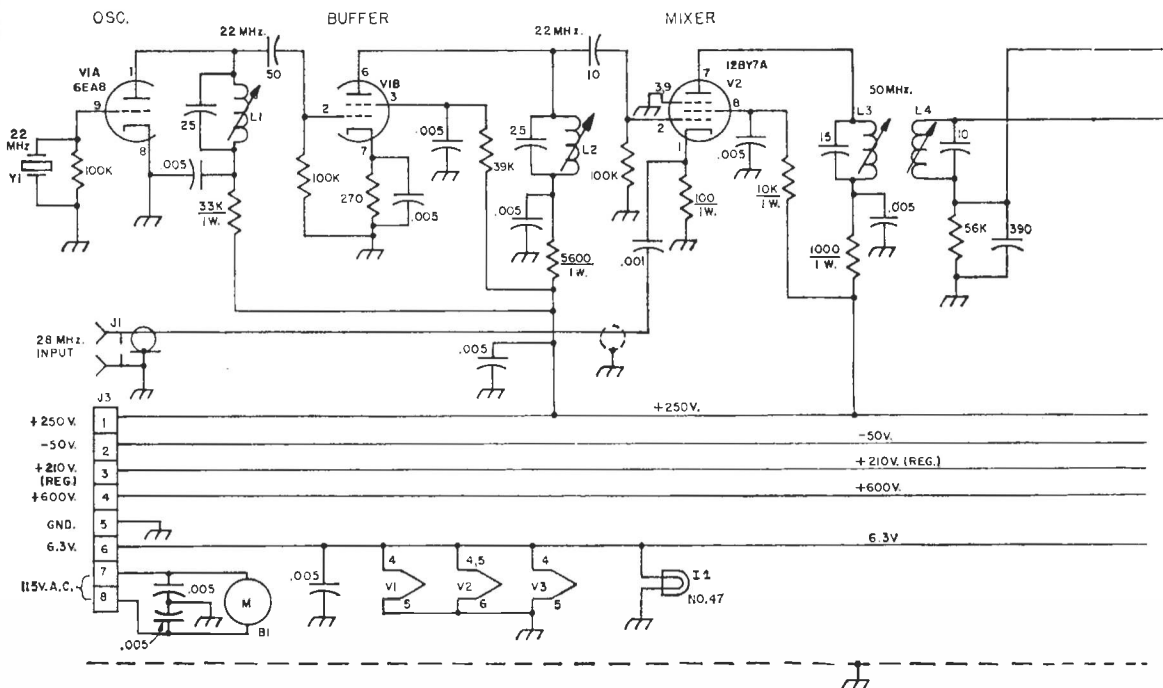 OSC.
BUFFER
MIXER
22 MHz.
22 MHz.
1
V1A
6EA8
9
8
22
MHz
Y1
100K
25
L1
.005
33K
1W.
50
6
V1B
3
2
7
100K
270
.005
.005
39K
10
25
L2
.005
5600
1W.
100K
12BY7A
V2
7
3,9
8
2
1
100
1W.
.001
.005
10K
1W.
50MHz.
L3
L4
15
10
.005
1000
1W.
56K
390
28 MHz.
INPUT
J1
.005
J3
+250V.
1
+250V.
-50V.
2
-50V.
+210V.
(REG)
3
+210V. (REG.)
+600V.
4
+600V.
GND.
5
6.3V.
6
6.3V
115V. A.C.
7
8
.005
.005
M
B1
.005
4
V1
5
4,5
V2
6
4
V3
5
I1
NO.47